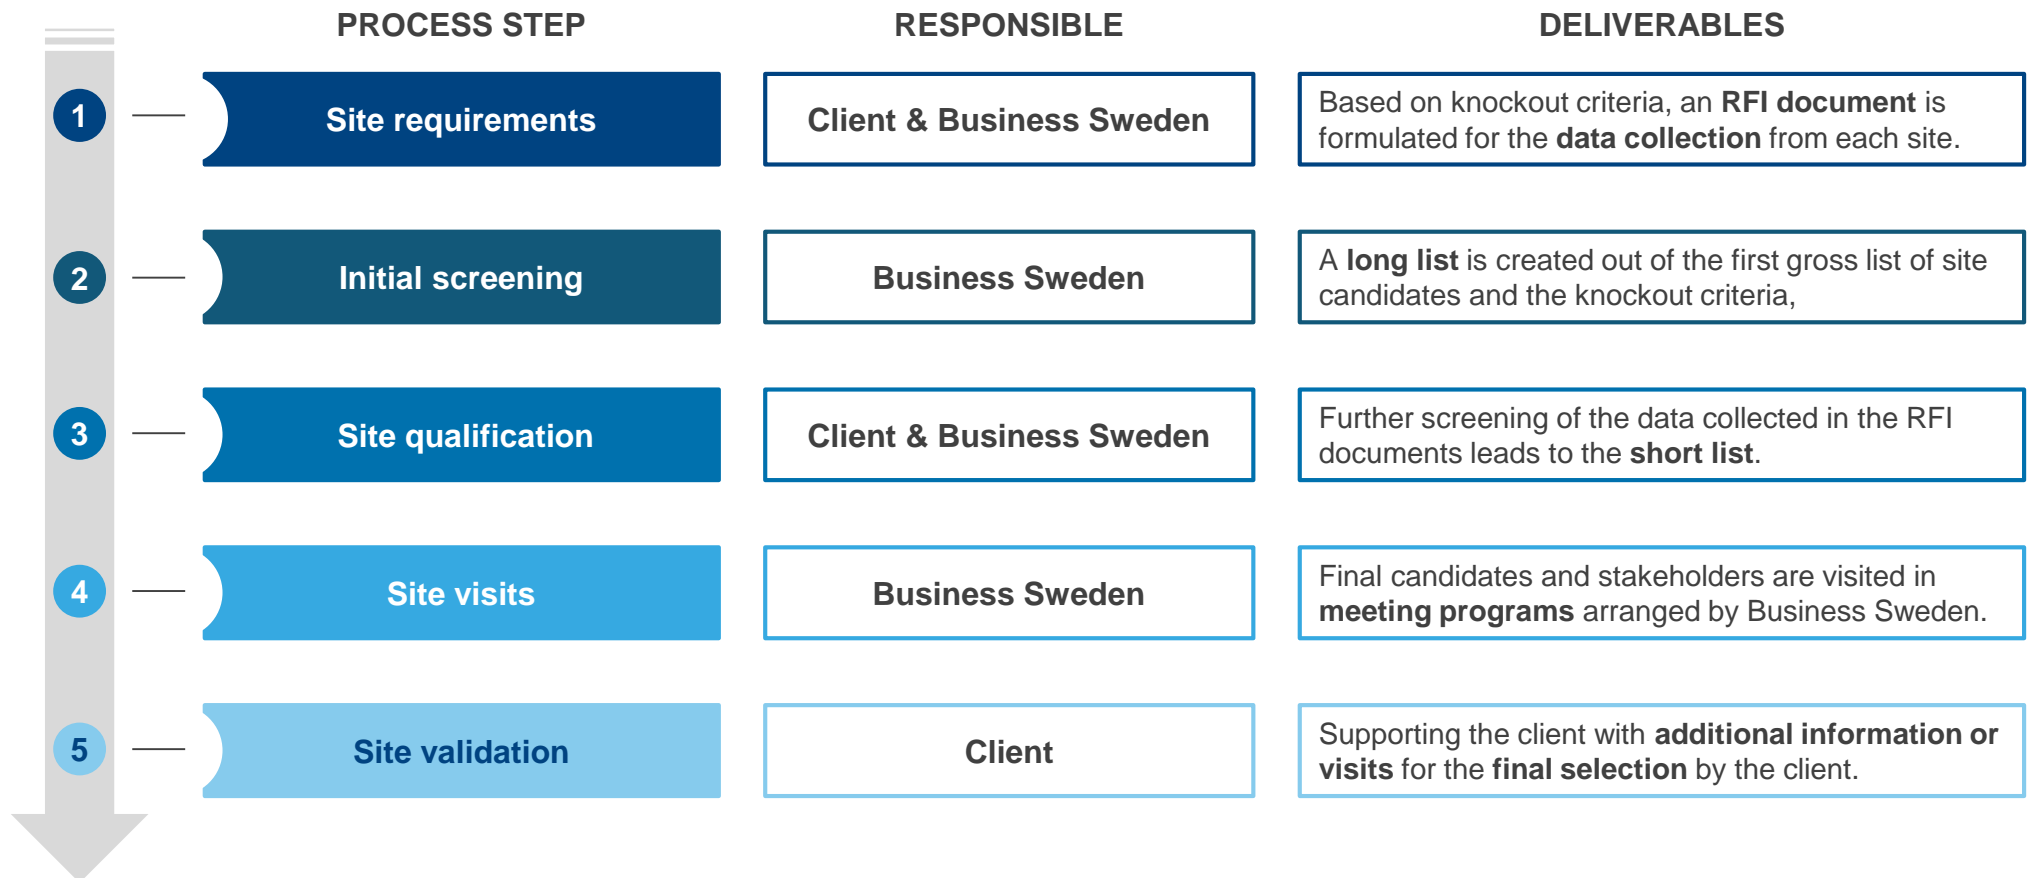 PROCESS STEP RESPONSIBLE DELIVERABLES
1 Site requirements Client & Business Sweden Based on knockout criteria, an RFI document is
formulated for the data collection from each site.
2 Initial screening Business Sweden A long list is created out of the first gross list of site
candidates and the knockout criteria,
3 Site qualification Client & Business Sweden Further screening of the data collected in the RFI
documents leads to the short list.
4 Site visits Business Sweden Final candidates and stakeholders are visited in
meeting programs arranged by Business Sweden.
5 Site validation Client Supporting the client with additional information or
visits for the final selection by the client.